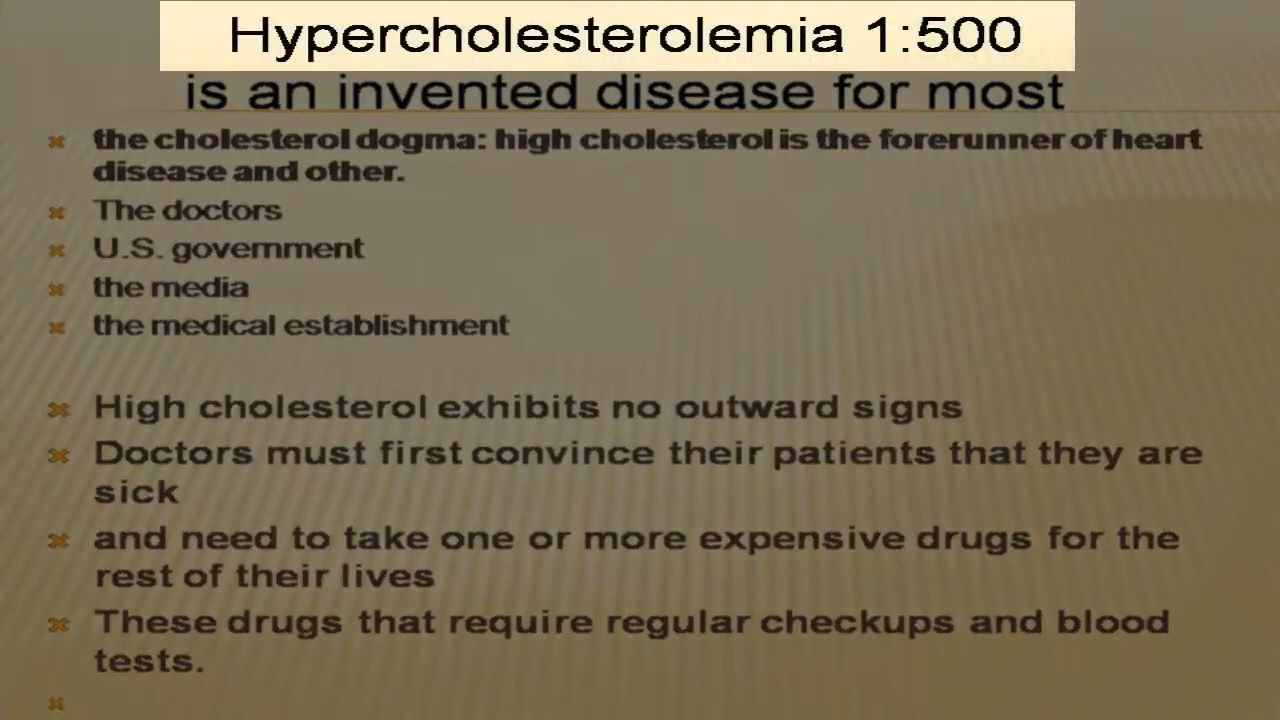 Hypercholesterolemia 1:500
is an invented disease for most
the cholesterol dogma: high cholesterol is the forerunner of heart
disease and other.
The doctors
U.S. government
the media
the medical establishment
High cholesterol exhibits no outward signs
Doctors must first convince their patients that they are
sick
and need to take one or more expensive drugs for the
rest of their lives
These drugs that require regular checkups and blood
tests.